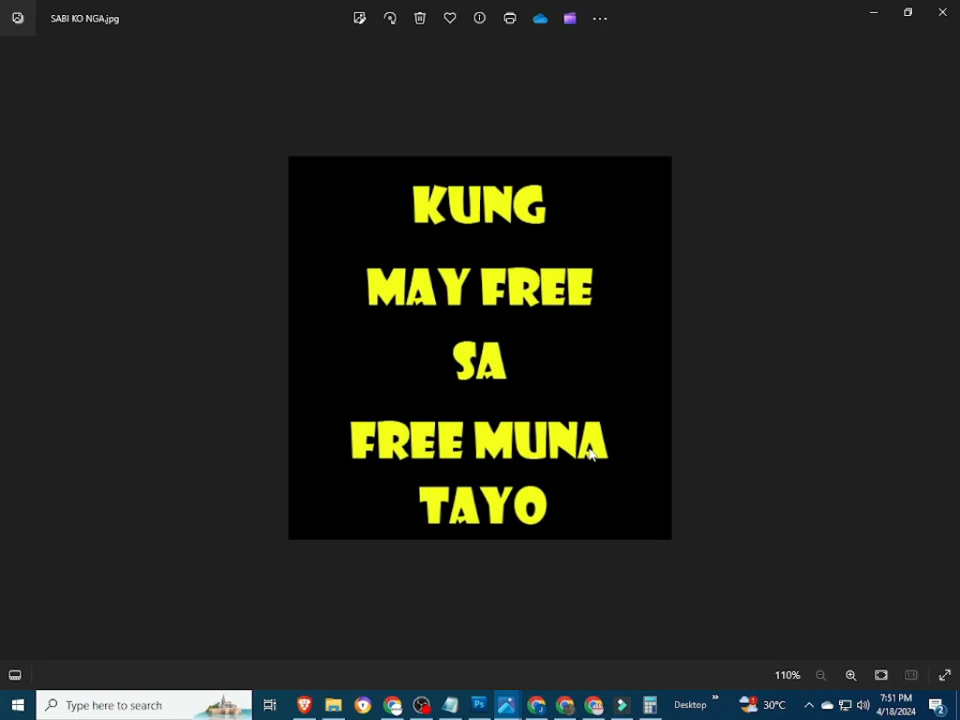 SABI KO NGA.jpg
KUNG
MAY FREE
SA
FREE MUNA
TAYO
110%
Type here to search
Desktop
30°C
7:51 PM
4/18/2024
2